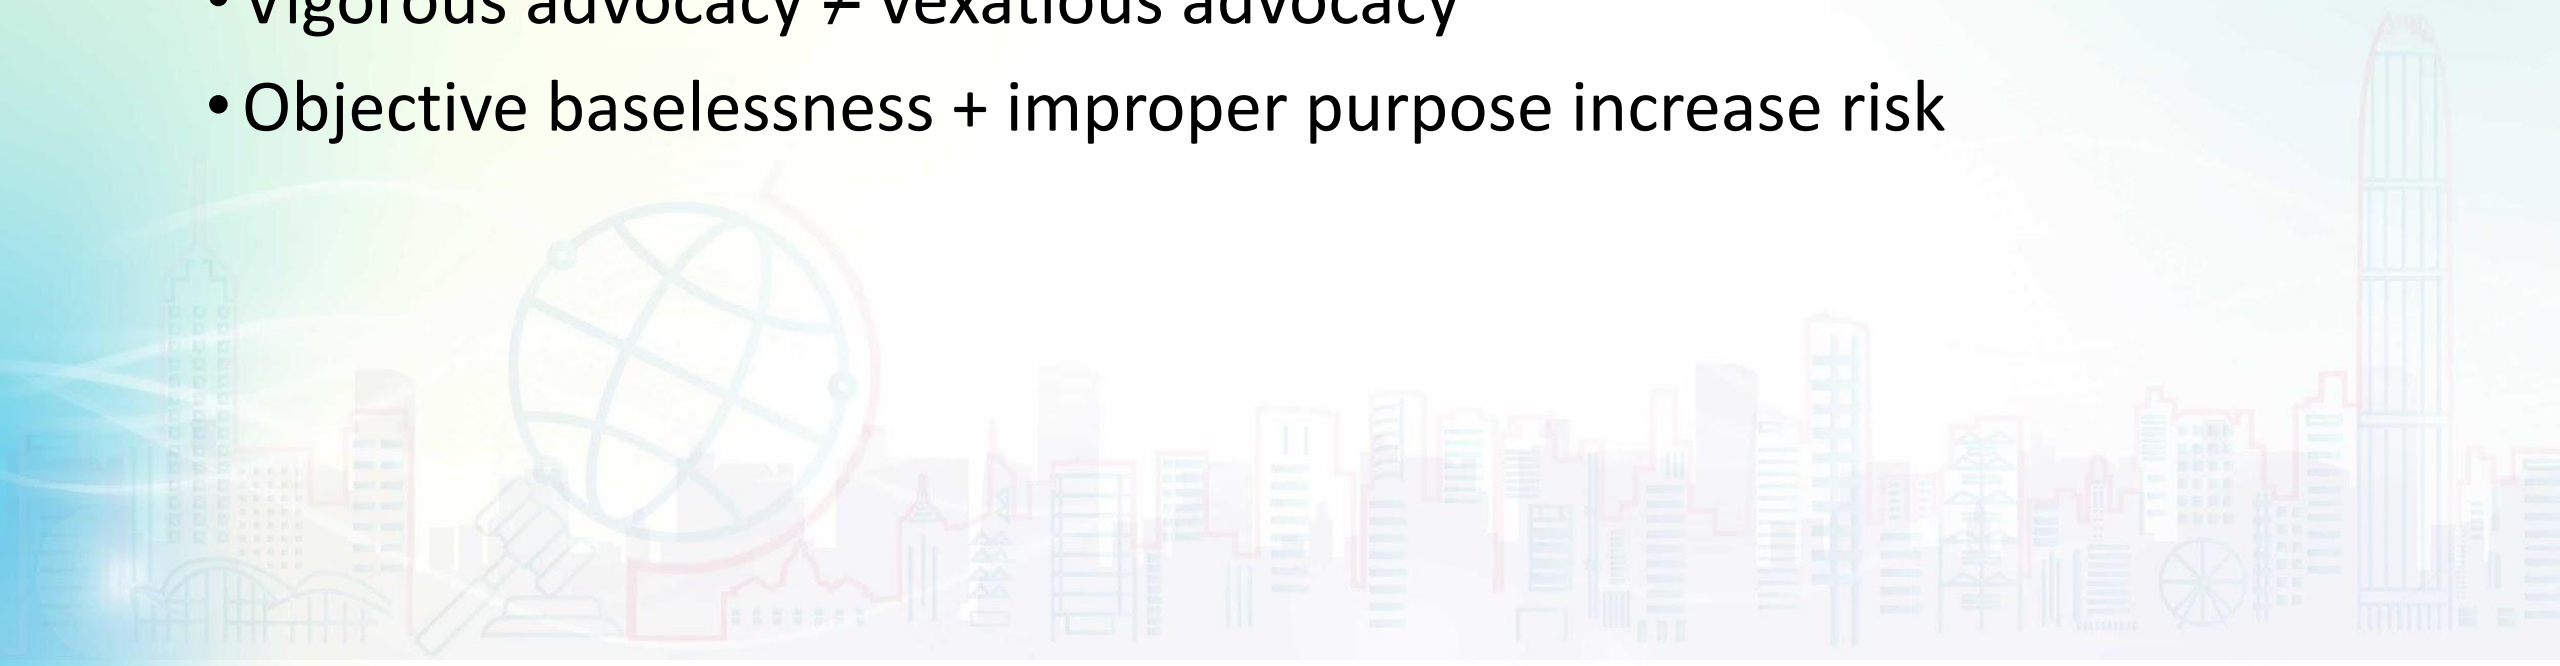 • Vigorous advocacy ≠ vexatious advocacy
• Objective baselessness + improper purpose increase risk